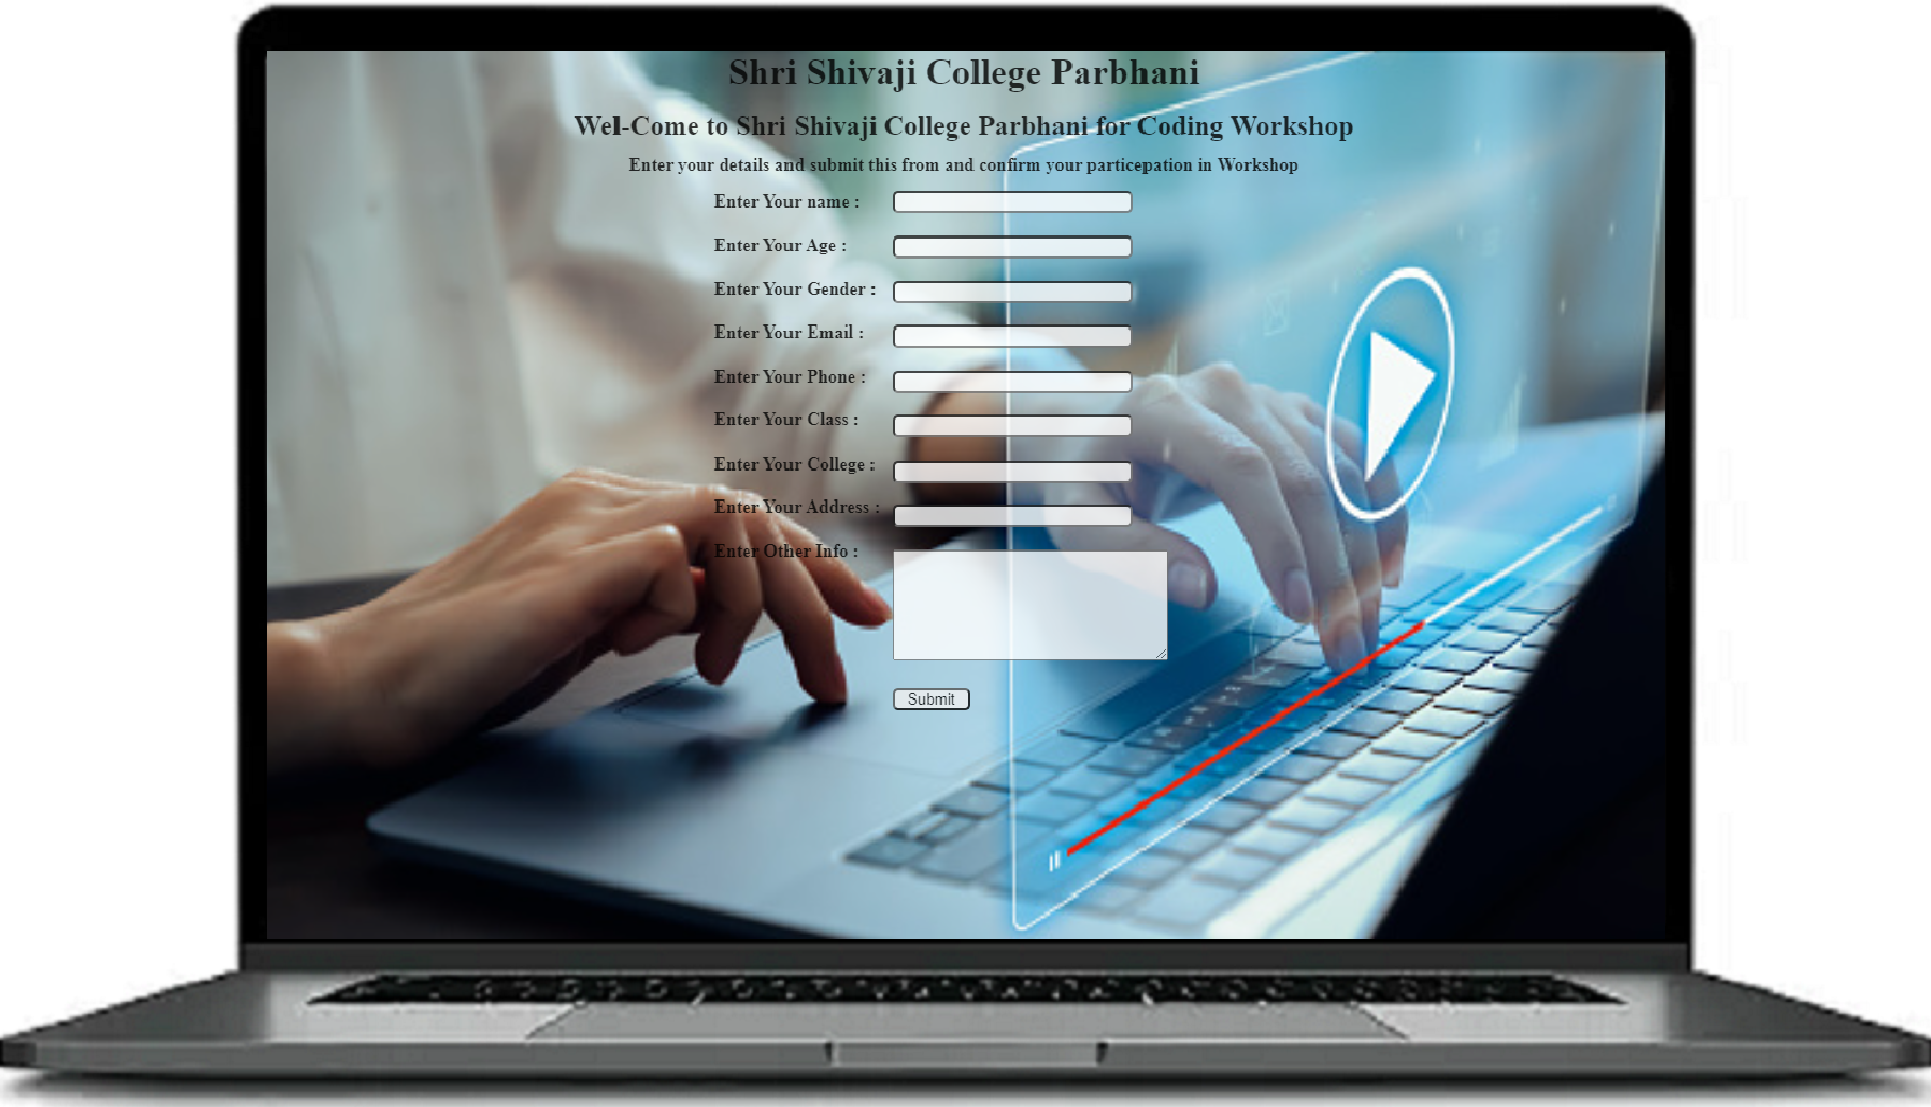 Shri Shivaji College Parbhani
Wel-Come to Shri Shivaji College Parbhani for Coding Workshop
Enter your details and submit this from and confirm your particepation in Workshop
Enter Your name :
Enter Your Age :
Enter Your Gender :
Enter Your Email :
Enter Your Phone :
Enter Your Class :
Enter Your College :
Enter Your Address :
Enter Other Info :
Submit